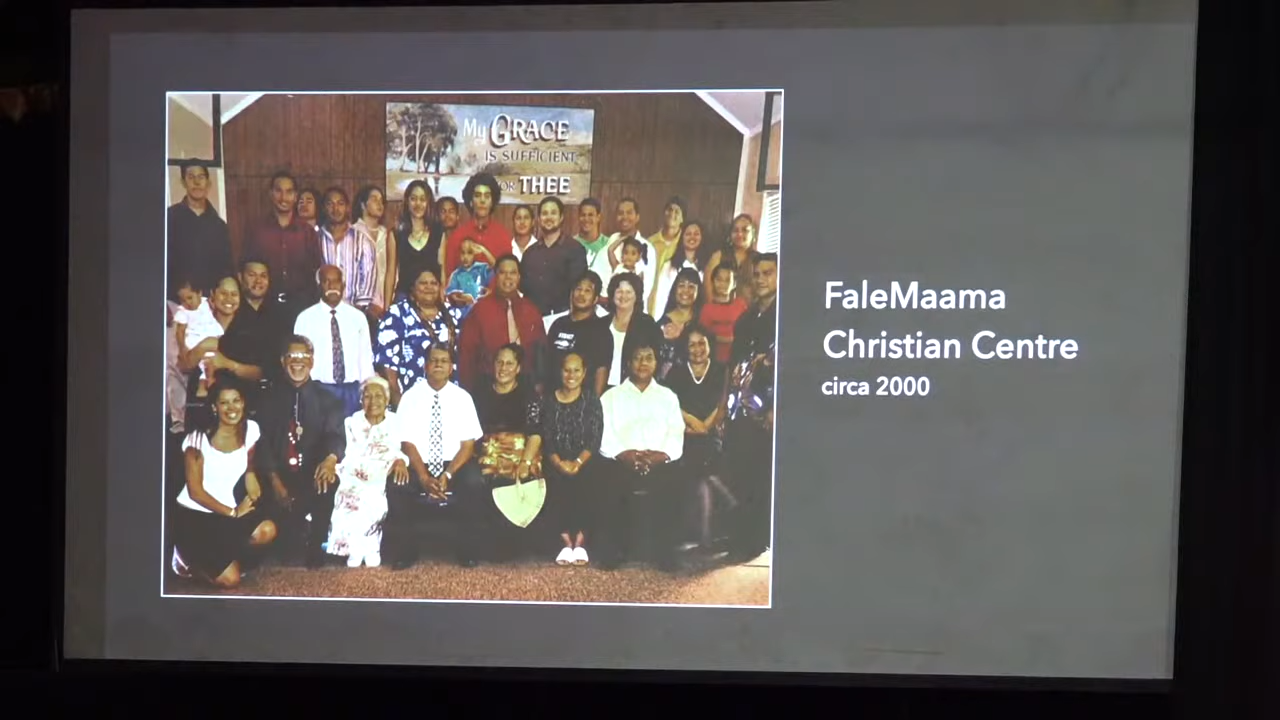 My GRACE
IS SUFFICIENT
FOR THEE
FaleMaama
Christian Centre
circa 2000